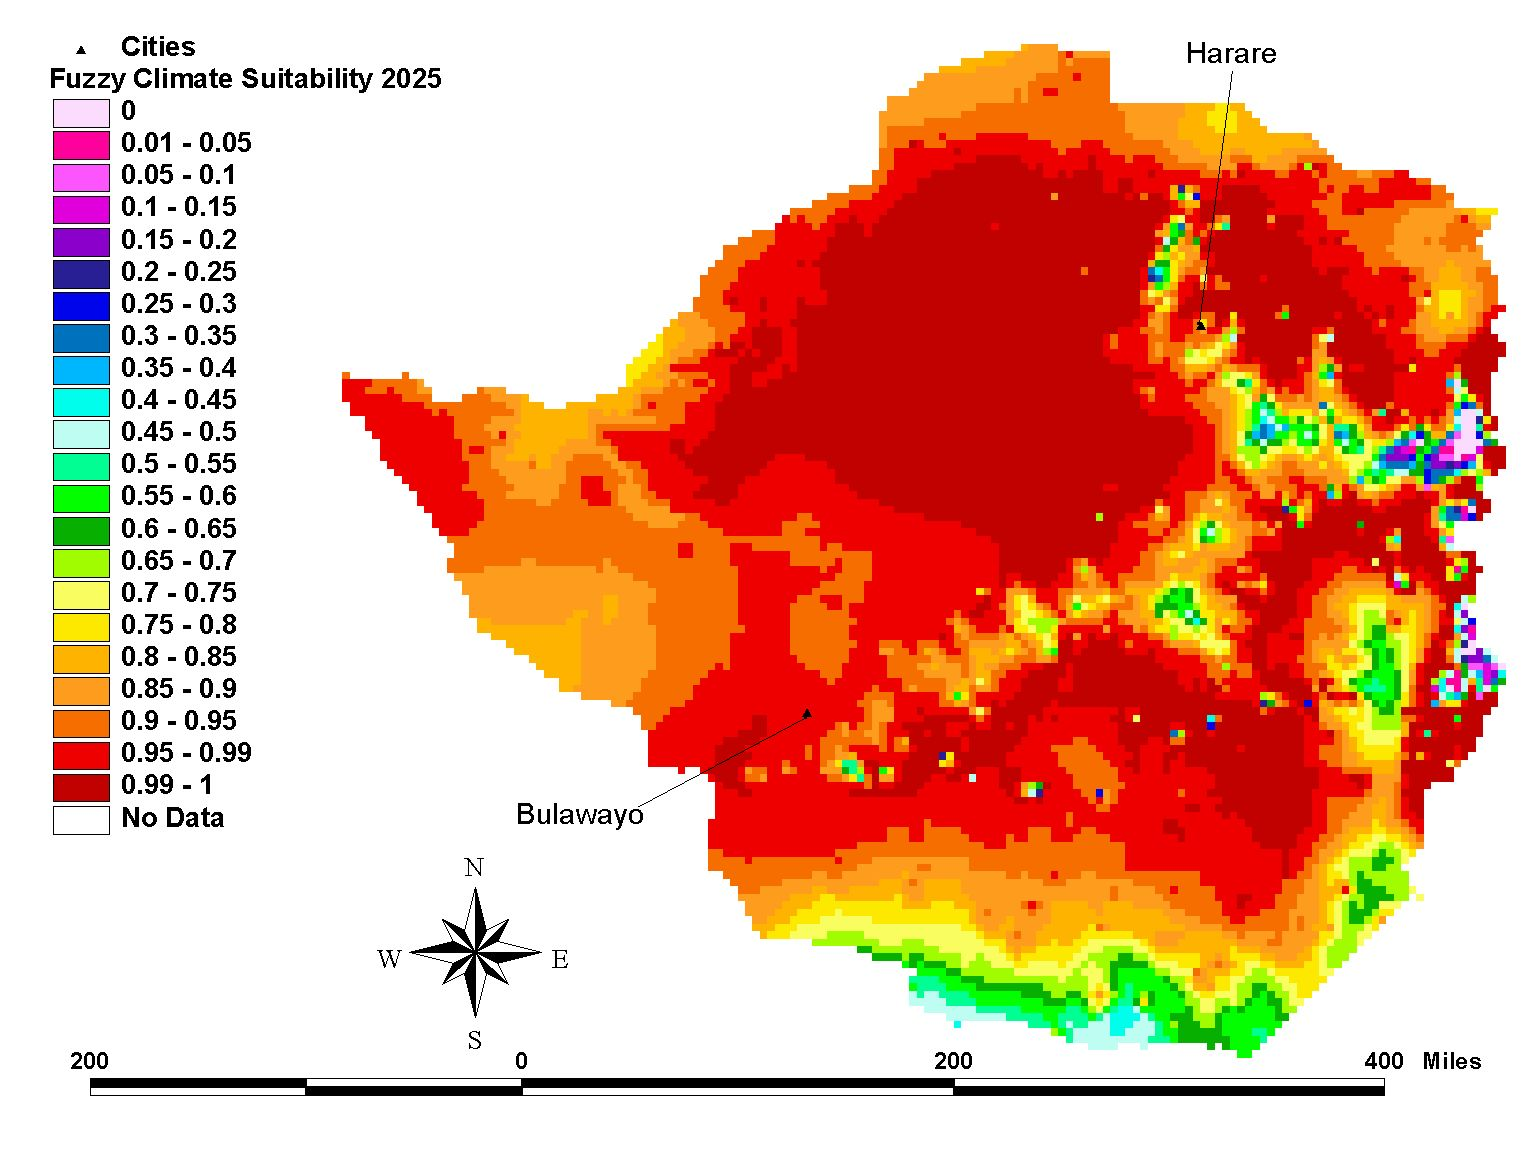 Cities
Fuzzy Climate Suitability 2025
0
0.01 - 0.05
0.05 - 0.1
0.1 - 0.15
0.15 - 0.2
0.2 - 0.25
0.25 - 0.3
0.3 - 0.35
0.35 - 0.4
0.4 - 0.45
0.45 - 0.5
0.5 - 0.55
0.55 - 0.6
0.6 - 0.65
0.65 - 0.7
0.7 - 0.75
0.75 - 0.8
0.8 - 0.85
0.85 - 0.9
0.9 - 0.95
0.95 - 0.99
0.99 - 1
No Data
Harare
Bulawayo
N
W E
S
200 0 200 400 Miles